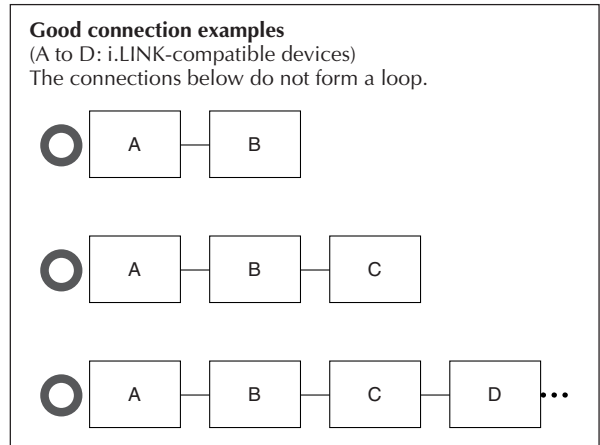 Good connection examples
(A to D: i.LINK-compatible devices)
The connections below do not form a loop.
A B
A B C
A B C D ...